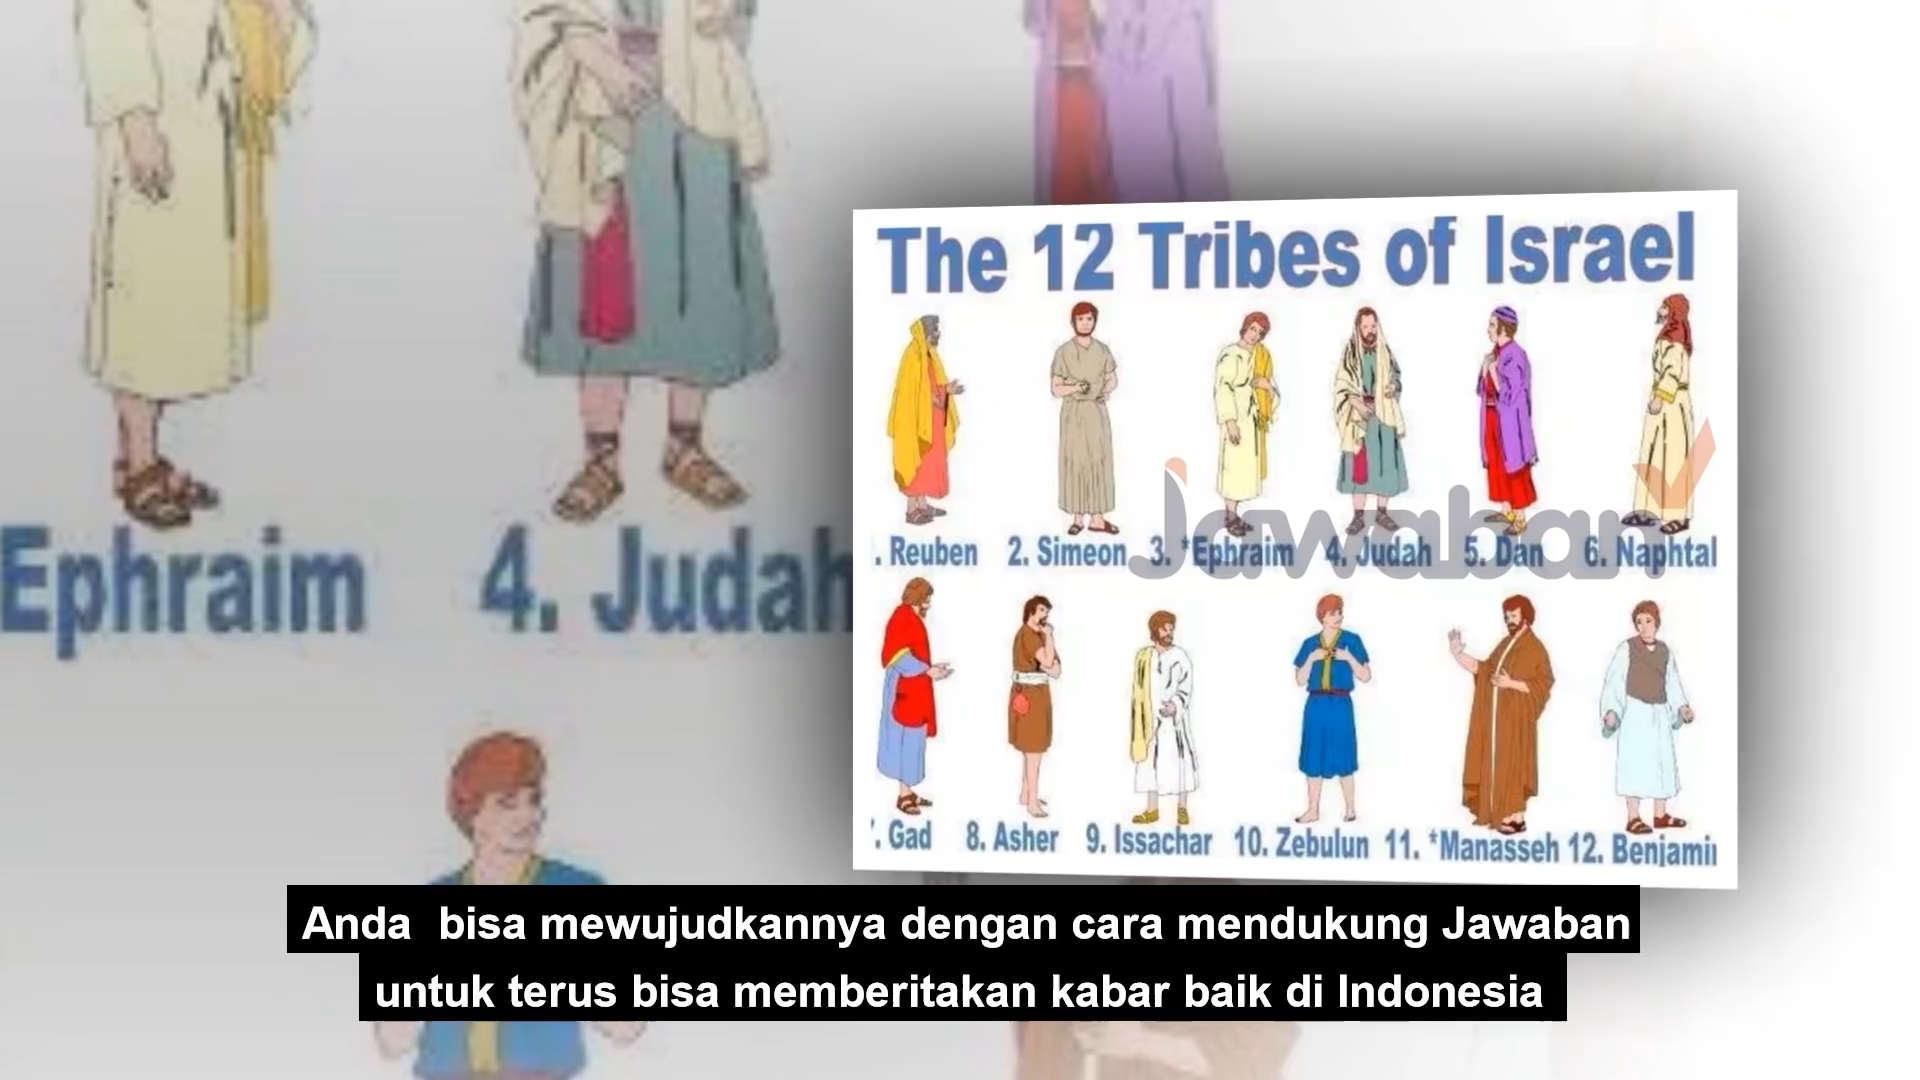 Ephraim
4. Judah
The 12 Tribes of Israel
. Reuben 2. Simeon 3. *Ephraim 4. Judah 5. Dan 6. Naphtal
Jawaban
. Gad 8. Asher 9. Issachar 10. Zebulun 11. *Manasseh 12. Benjamin
Anda bisa mewujudkannya dengan cara mendukung Jawaban
untuk terus bisa memberitakan kabar baik di Indonesia